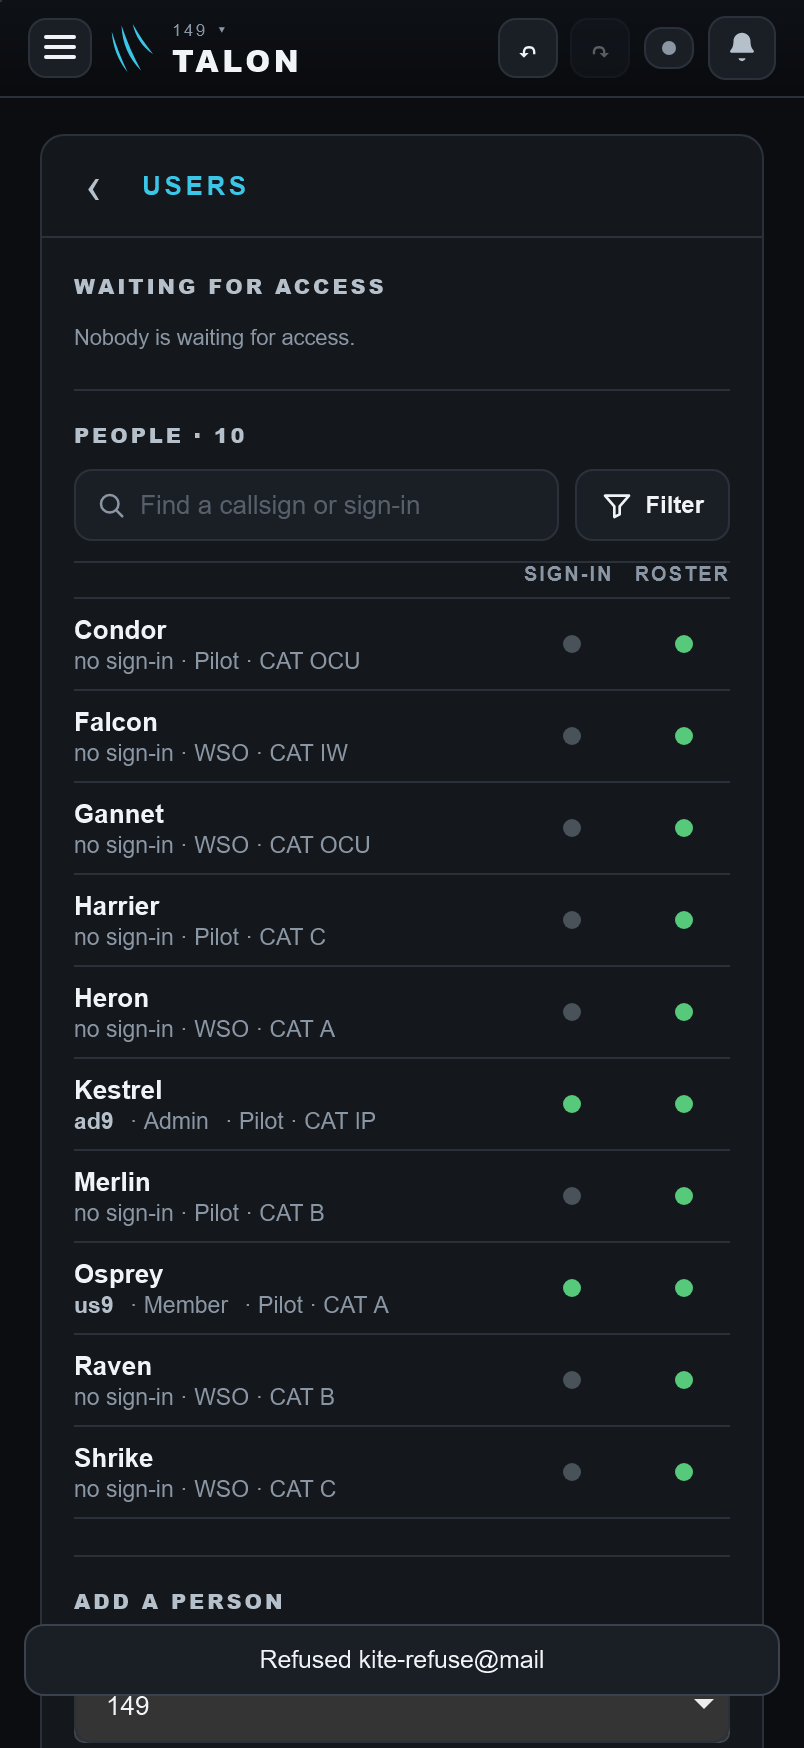 149 ▾
TALON
USERS
WAITING FOR ACCESS
Nobody is waiting for access.
PEOPLE · 10
Find a callsign or sign-in
Filter
SIGN-IN ROSTER
Condor
no sign-in · Pilot · CAT OCU
Falcon
no sign-in · WSO · CAT IW
Gannet
no sign-in · WSO · CAT OCU
Harrier
no sign-in · Pilot · CAT C
Heron
no sign-in · WSO · CAT A
Kestrel
ad9 · Admin · Pilot · CAT IP
Merlin
no sign-in · Pilot · CAT B
Osprey
us9 · Member · Pilot · CAT A
Raven
no sign-in · WSO · CAT B
Shrike
no sign-in · WSO · CAT C
ADD A PERSON
Refused kite-refuse@mail
149